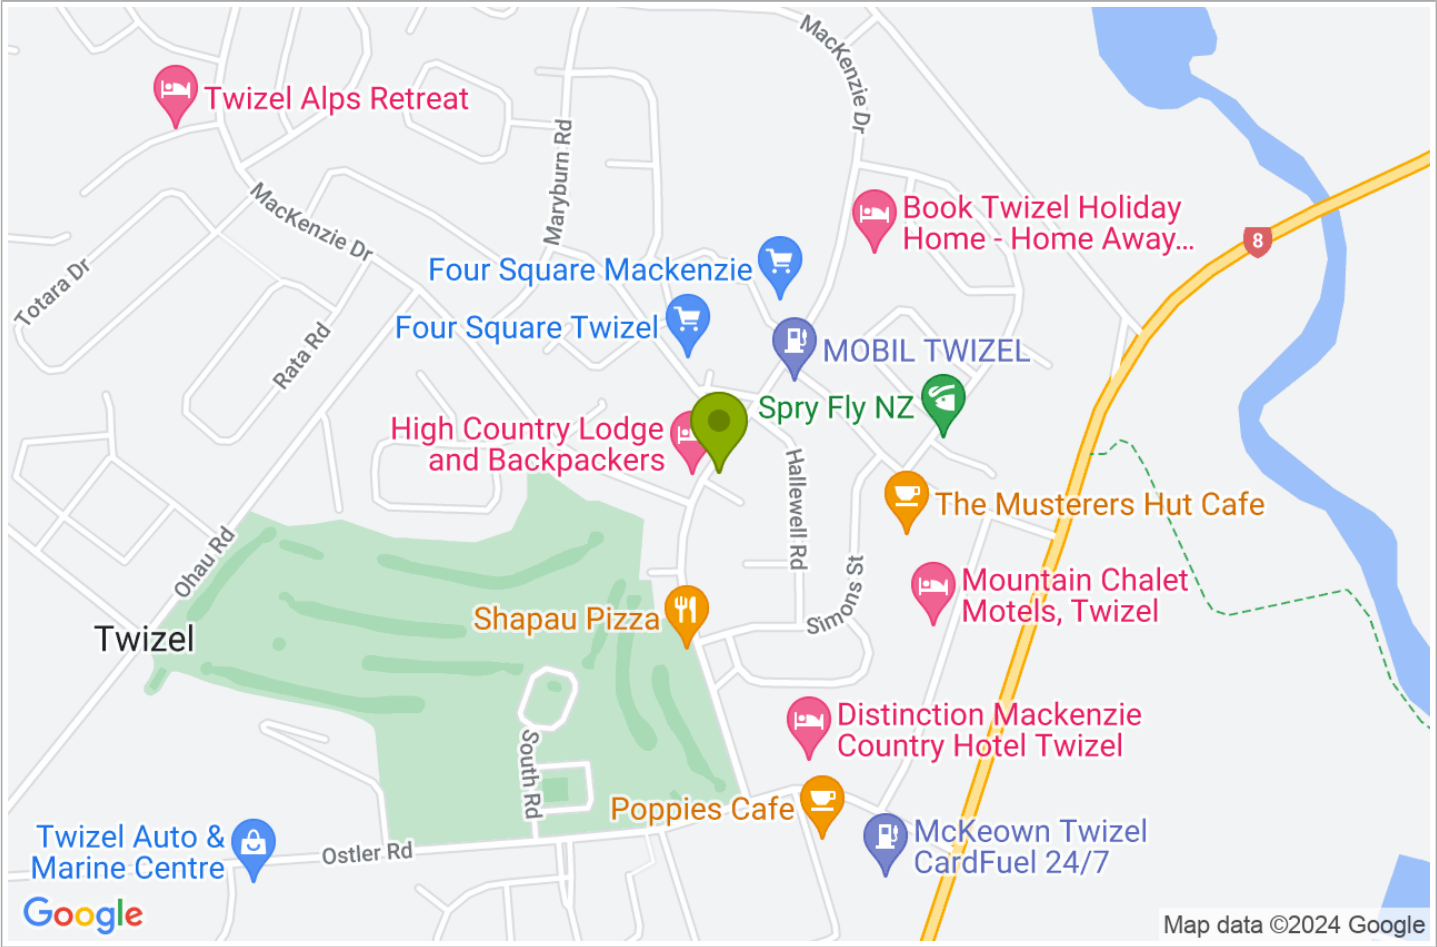 MacKenzie Dr
Twizel Alps Retreat
Maryburn Rd
MacKenzie Dr
Book Twizel Holiday
Home - Home Away...
8
Totara Dr
Four Square Mackenzie
Four Square Twizel
MOBIL TWIZEL
Rata Rd
Spry Fly NZ
High Country Lodge
and Backpackers
Hallewell Rd
The Musterers Hut Cafe
Ohau Rd
Simons St
Mountain Chalet
Motels, Twizel
Shapau Pizza
Twizel
Distinction Mackenzie
Country Hotel Twizel
South Rd
Poppies Cafe
McKeown Twizel
CardFuel 24/7
Twizel Auto &
Marine Centre
Ostler Rd
Google
Map data ©2024 Google